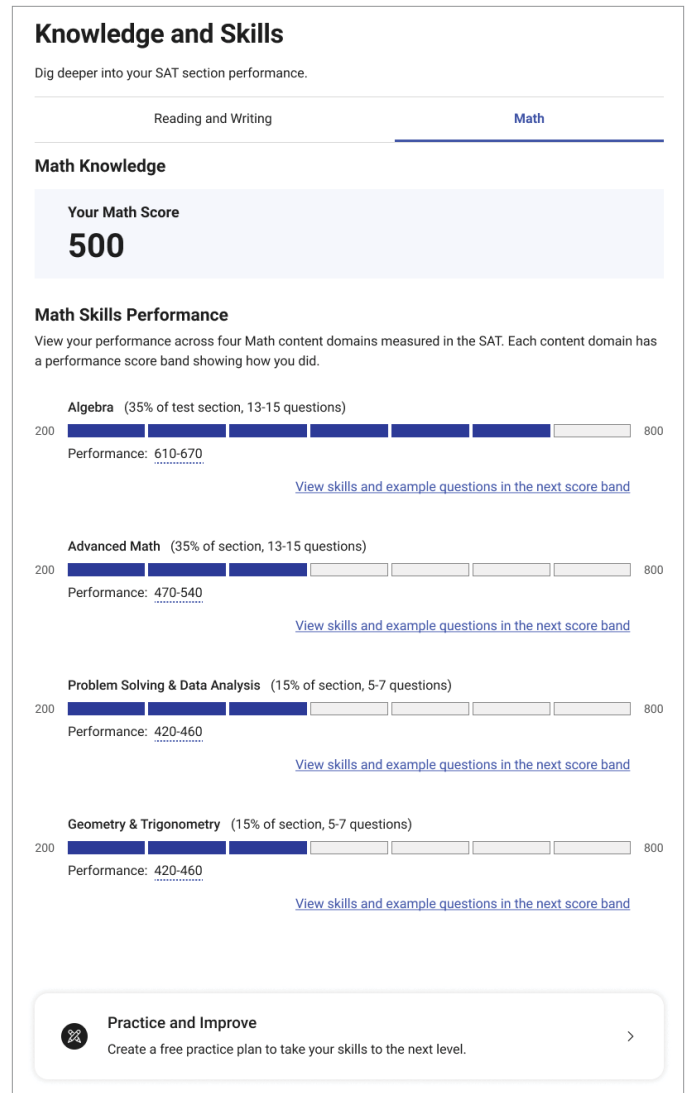 Knowledge and Skills
Dig deeper into your SAT section performance.
Reading and Writing
Math
Math Knowledge
Your Math Score
500
Math Skills Performance
View your performance across four Math content domains measured in the SAT. Each content domain has
a performance score band showing how you did.
Algebra (35% of test section, 13-15 questions)
200 800
Performance: 610-670
View skills and example questions in the next score band
Advanced Math (35% of section, 13-15 questions)
200 800
Performance: 470-540
View skills and example questions in the next score band
Problem Solving & Data Analysis (15% of section, 5-7 questions)
200 800
Performance: 420-460
View skills and example questions in the next score band
Geometry & Trigonometry (15% of section, 5-7 questions)
200 800
Performance: 420-460
View skills and example questions in the next score band
Practice and Improve
Create a free practice plan to take your skills to the next level.